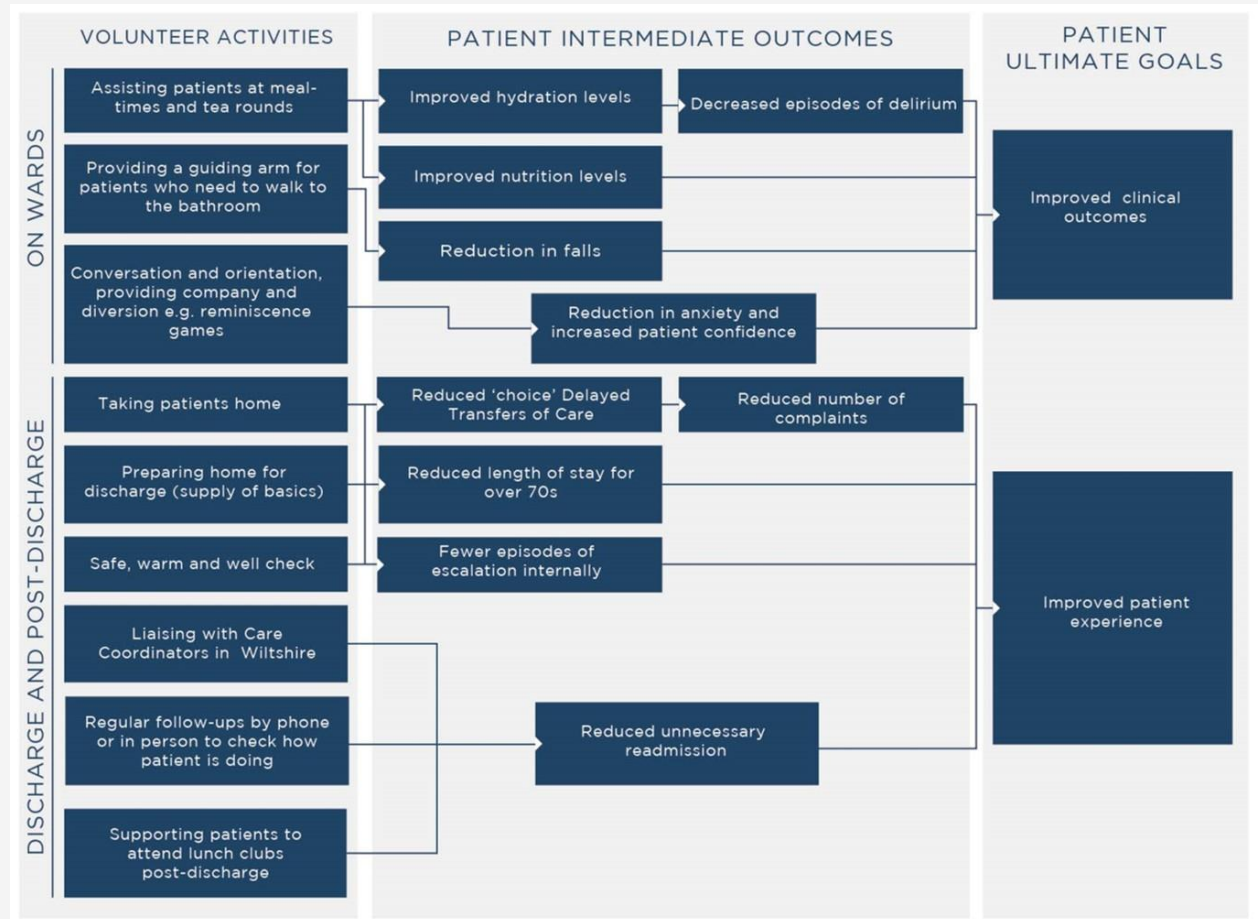 VOLUNTEER ACTIVITIES
PATIENT INTERMEDIATE OUTCOMES
PATIENT
ULTIMATE GOALS
ON WARDS
Assisting patients at meal-
times and tea rounds
Improved hydration levels
Decreased episodes of delirium
Providing a guiding arm for
patients who need to walk to
the bathroom
Improved nutrition levels
Reduction in falls
Conversation and orientation,
providing company and
diversion e.g. reminiscence
games
Reduction in anxiety and
increased patient confidence
Improved clinical
outcomes
DISCHARGE AND POST-DISCHARGE
Taking patients home
Reduced ‘choice’ Delayed
Transfers of Care
Reduced number of
complaints
Preparing home for
discharge (supply of basics)
Reduced length of stay for
over 70s
Safe, warm and well check
Fewer episodes of
escalation internally
Liaising with Care
Coordinators in Wiltshire
Regular follow-ups by phone
or in person to check how
patient is doing
Reduced unnecessary
readmission
Supporting patients to
attend lunch clubs
post-discharge
Improved patient
experience